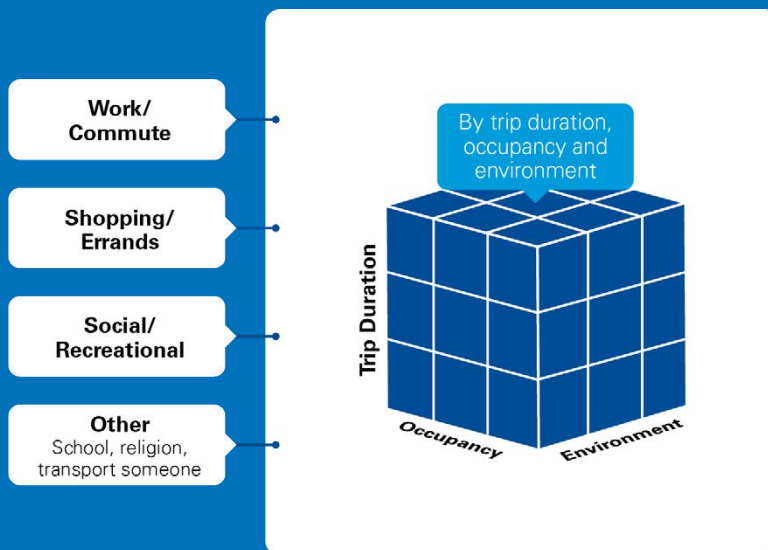 Work/
Commute
Shopping/
Errands
Social/
Recreational
Other
School, religion,
transport someone
By trip duration,
occupancy and
environment
Trip Duration
Occupancy
Environment